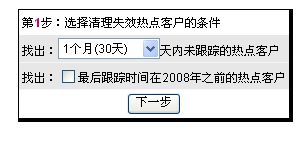 第1步：选择清理失效热点客户的条件
找出：1个月(30天)天内未跟踪的热点客户
找出：最后跟踪时间在2008年之前的热点客户
下一步